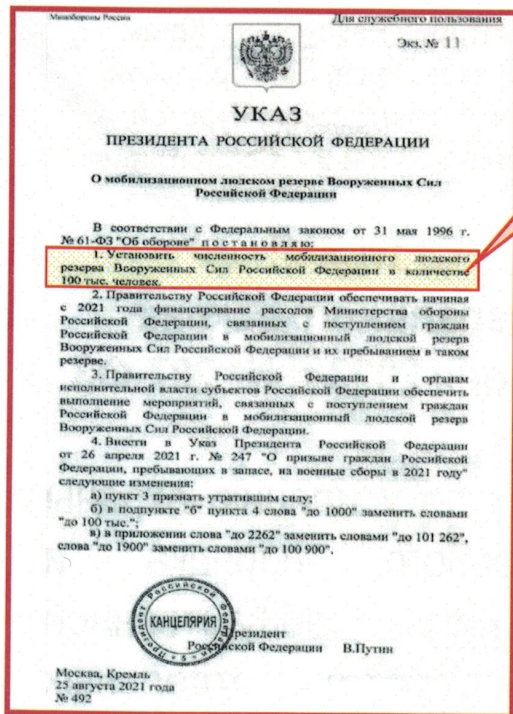 Минобороны России
Для служебного пользования
Экз. № 11
УКАЗ
ПРЕЗИДЕНТА РОССИЙСКОЙ ФЕДЕРАЦИИ
О мобилизационном людском резерве Вооруженных Сил
Российской Федерации
В соответствии с Федеральным законом от 31 мая 1996 г.
№ 61-ФЗ "Об обороне" постановляю:
1. Установить численность мобилизационного людского
резерва Вооруженных Сил Российской Федерации в количестве
100 тыс. человек.
2. Правительству Российской Федерации обеспечивать начиная
с 2021 года финансирование расходов Министерства обороны
Российской Федерации, связанных с поступлением граждан
Российской Федерации в мобилизационный людской резерв
Вооруженных Сил Российской Федерации и их пребыванием в таком
резерве.
3. Правительству Российской Федерации и органам
исполнительной власти субъектов Российской Федерации обеспечить
выполнение мероприятий, связанных с поступлением граждан
Российской Федерации в мобилизационный людской резерв
Вооруженных Сил Российской Федерации.
4. Внести в Указ Президента Российской Федерации
от 26 апреля 2021 г. № 247 "О призыве граждан Российской
Федерации, пребывающих в запасе, на военные сборы в 2021 году"
следующие изменения:
а) пункт 3 признать утратившим силу;
б) в подпункте "б" пункта 4 слова "до 1000" заменить словами
"до 100 тыс.";
в) в приложении слова "до 2262" заменить словами "до 101 262",
слова "до 1900" заменить словами "до 100 900".
Президент Российской Федерации
КАНЦЕЛЯРИЯ
* 5 *
Президент
Российской Федерации В.Путин
Москва, Кремль
25 августа 2021 года
№ 492